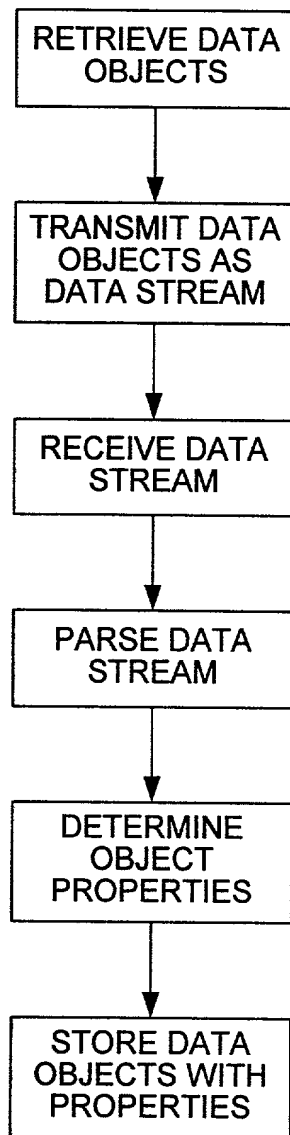 RETRIEVE DATA
OBJECTS
TRANSMIT DATA
OBJECTS AS
DATA STREAM
RECEIVE DATA
STREAM
PARSE DATA
STREAM
DETERMINE
OBJECT
PROPERTIES
STORE DATA
OBJECTS WITH
PROPERTIES